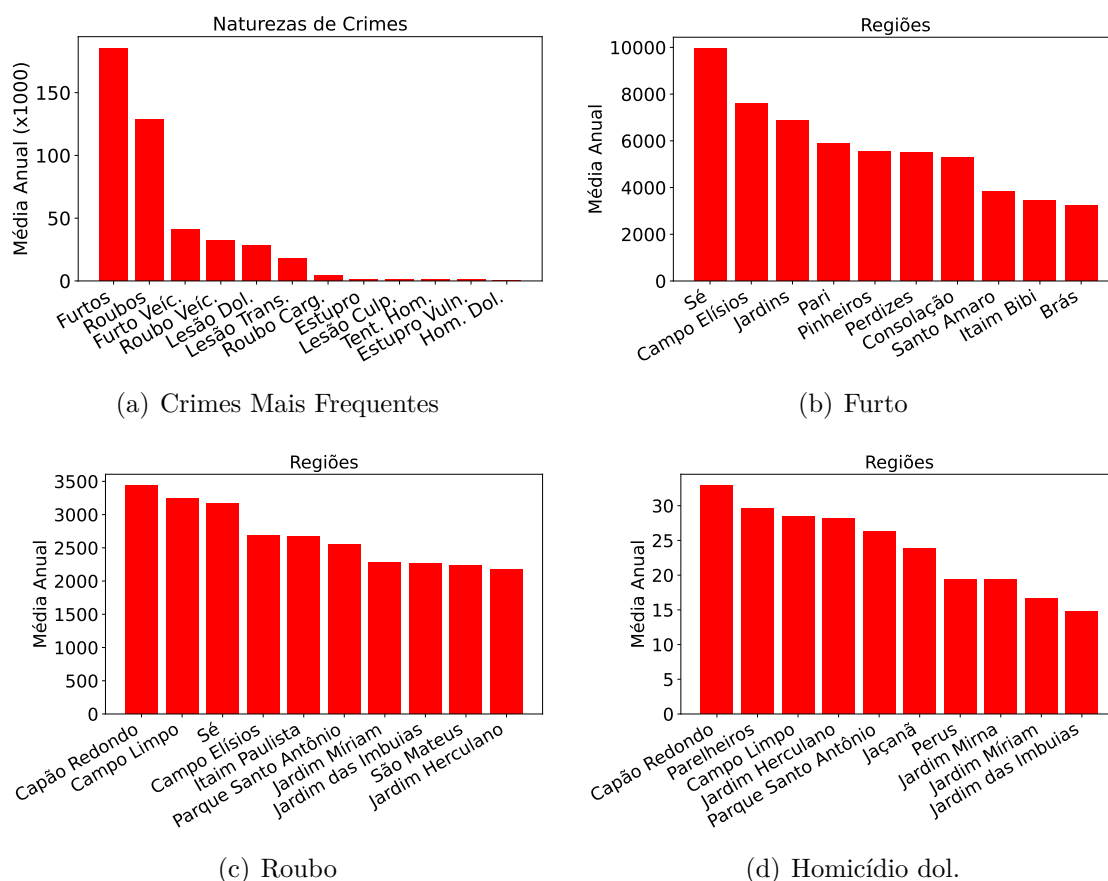 Naturezas de Crimes
Média Anual (x1000)
150
100
50
0
Furtos
Roubos
Furto Veíc.
Roubo Veíc.
Lesão Dol.
Lesão Trans.
Roubo Carg.
Estupro
Lesão Culp.
Tent. Hom.
Estupro Vuln.
Hom. Dol.
(a) Crimes Mais Frequentes
Regiões
Média Anual
10000
8000
6000
4000
2000
0
Sé
Campo Elísios
Jardins
Pari
Pinheiros
Perdizes
Consolação
Santo Amaro
Itaim Bibi
Brás
(b) Furto
Regiões
Média Anual
3500
3000
2500
2000
1500
1000
500
0
Capão Redondo
Campo Limpo
Sé
Campo Elísios
Itaim Paulista
Parque Santo Antônio
Jardim Míriam
Jardim das Imbuias
São Mateus
Jardim Herculano
(c) Roubo
Regiões
Média Anual
30
25
20
15
10
5
0
Capão Redondo
Parelheiros
Campo Limpo
Jardim Herculano
Parque Santo Antônio
Jaçanã
Perus
Jardim Mirna
Jardim Míriam
Jardim das Imbuias
(d) Homicídio dol.